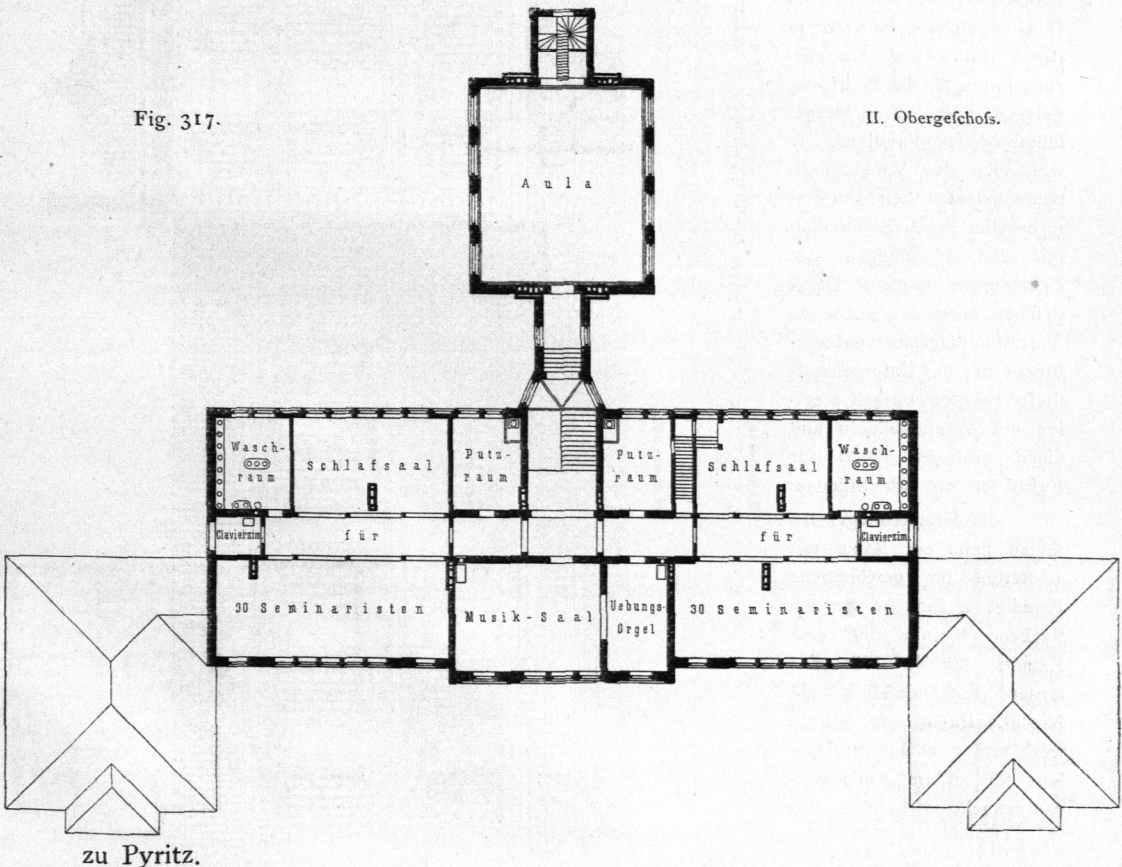 Fig. 317.
II. Obergeſchoſs.
Aula
Waſch-
raum
Schlafſaal
Putz-
raum
Putz-
raum
Schlafſaal
Waſch-
raum
Clavierzim.
für
für
Clavierzim.
30 Seminariſten
Muſik-Saal
Uebungs-
Orgel
30 Seminariſten
zu Pyritz.